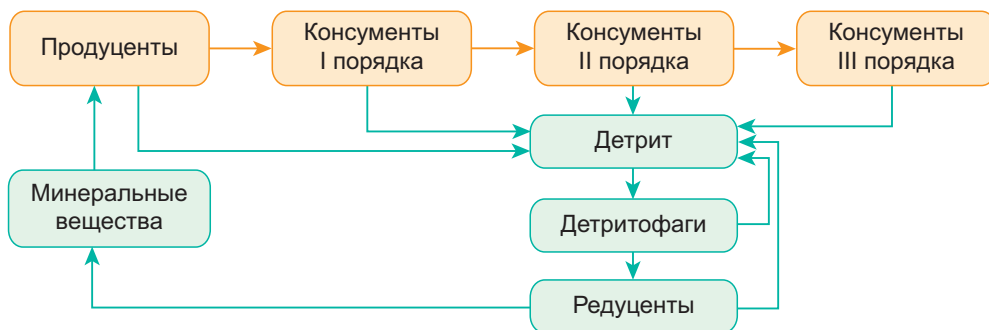 Продуценты
Консументы
I порядка
Консументы
II порядка
Консументы
III порядка
Детрит
Минеральные
вещества
Детритофаги
Редуценты